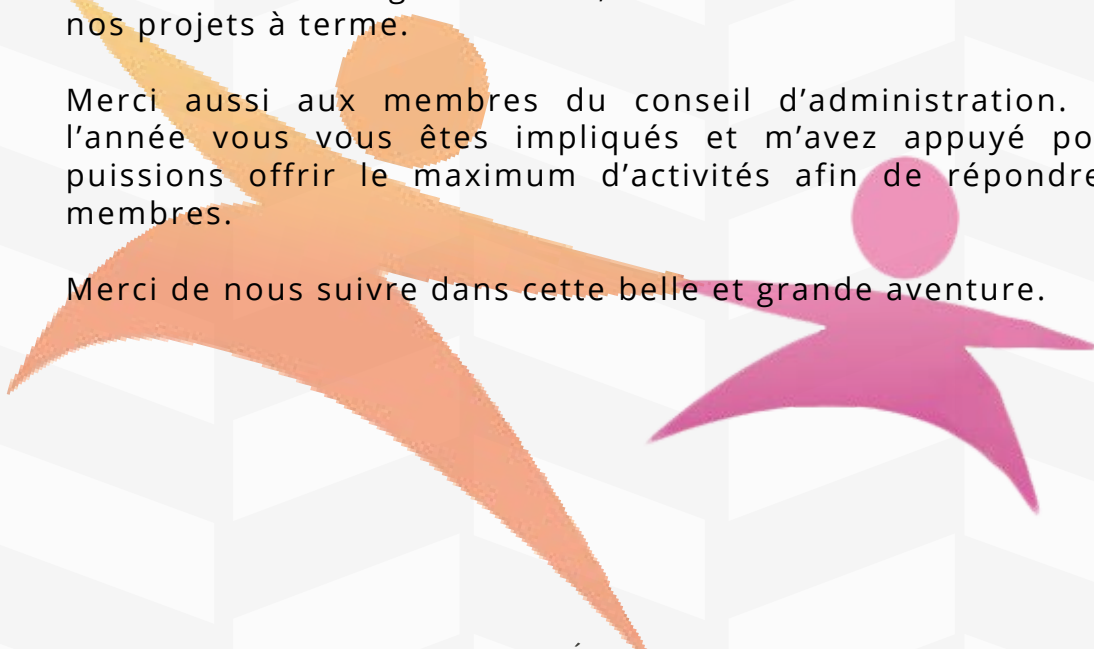 nos projets à terme.
Merci aussi aux membres du conseil d’administration.
l’année vous vous êtes impliqués et m’avez appuyé po
puissions offrir le maximum d’activités afin de répondre
membres.
Merci de nous suivre dans cette belle et grande aventure.